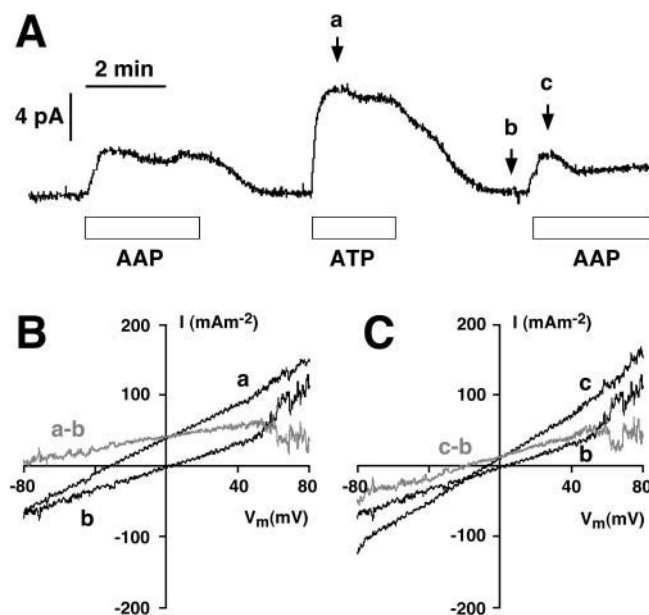 A
a
2 min
c
4 pA
b
AAP
ATP
AAP
B
200
I (mAm-2)
C
200
I (mAm-2)
a
c
100
100
a-b
c-b
b
b
-80
40
80
-80
40
80
Vm(mV)
Vm(mV)
-100
-100
-200
-200